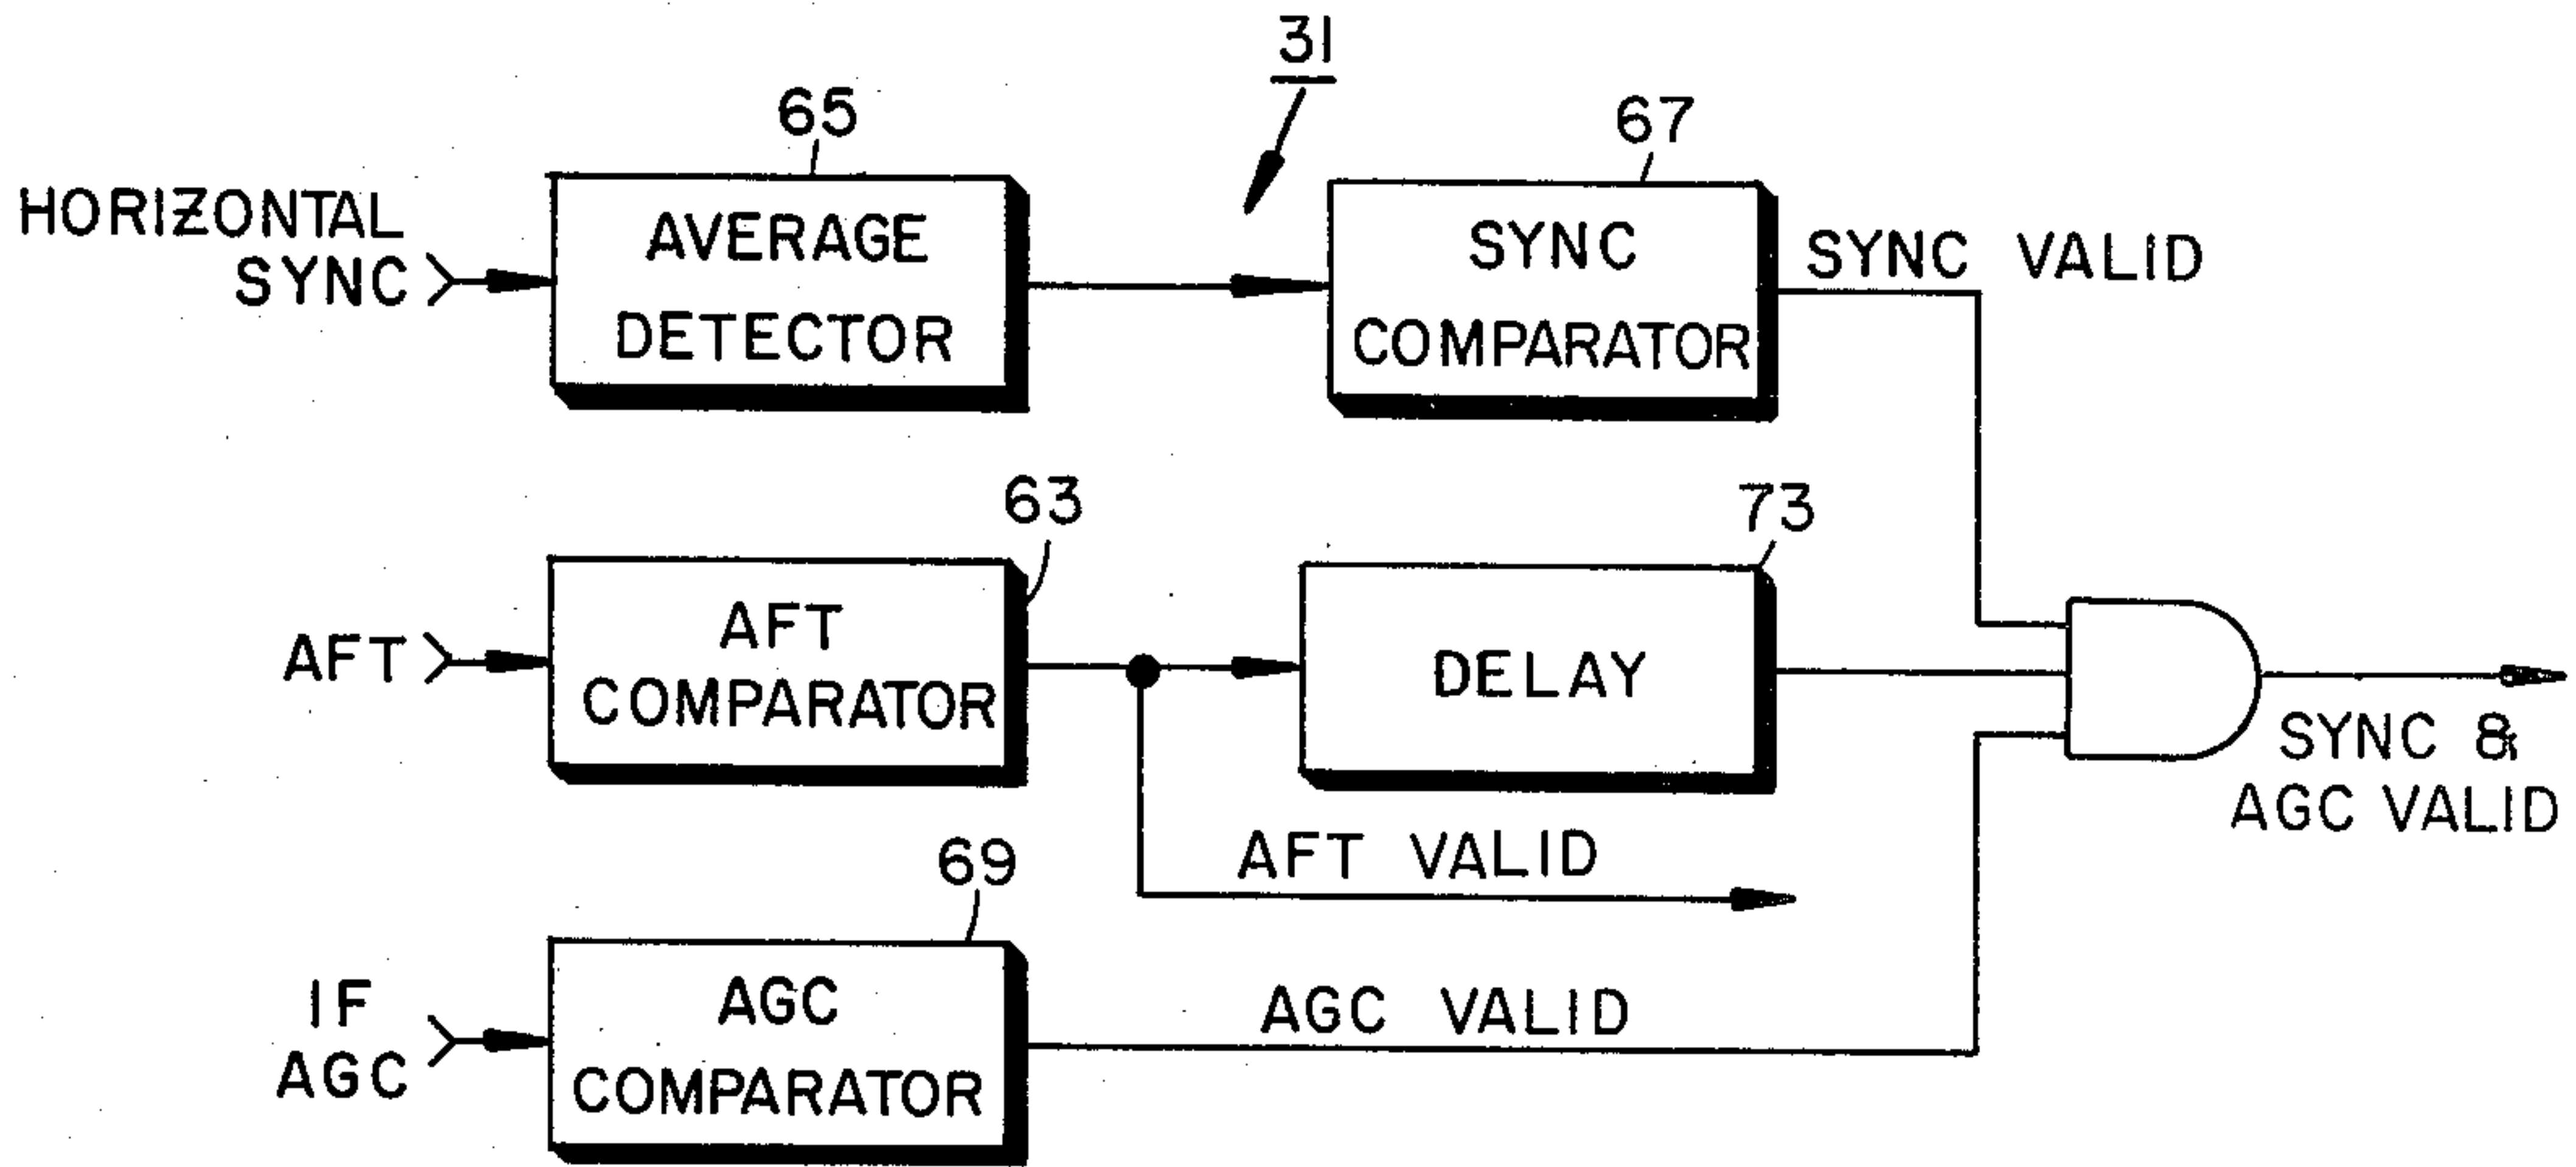 31
65
67
HORIZONTAL
SYNC
AVERAGE
DETECTOR
SYNC
COMPARATOR
SYNC VALID
63
73
AFT
AFT
COMPARATOR
DELAY
SYNC &
AGC VALID
AFT VALID
69
IF
AGC
AGC
COMPARATOR
AGC VALID